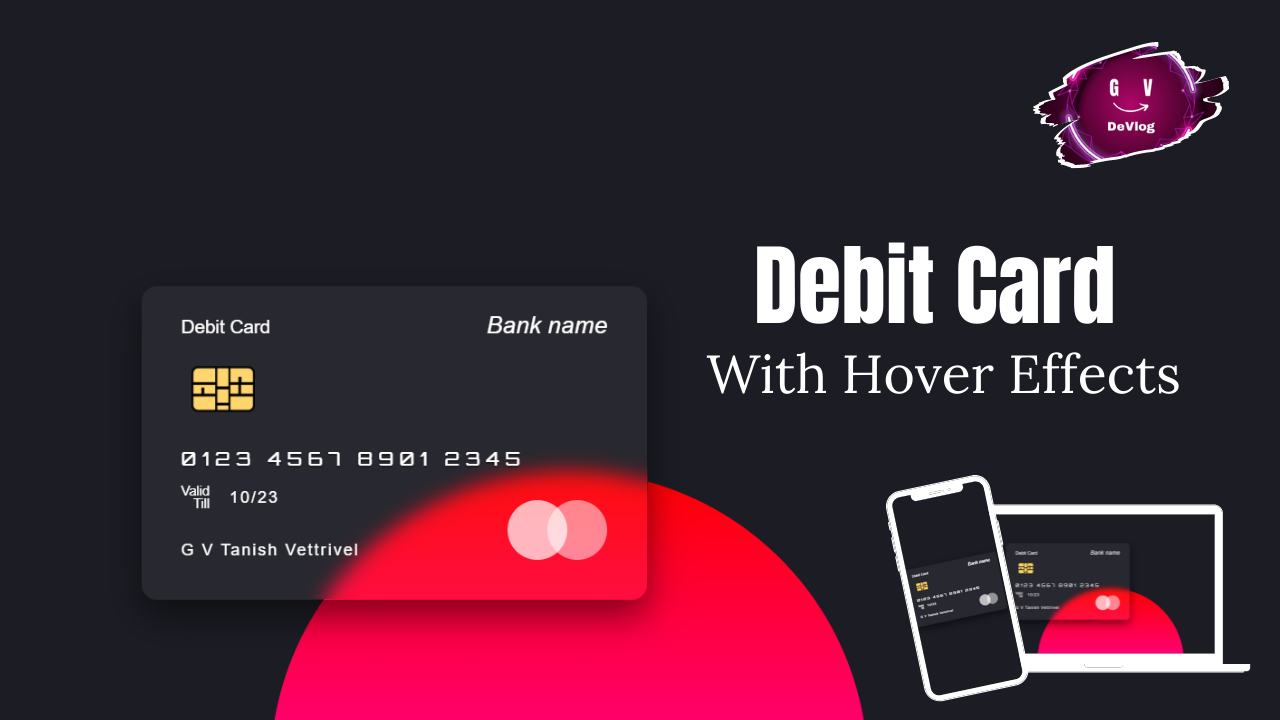 G V
DeVlog
Debit Card
With Hover Effects
Debit Card
Bank name
0123 4567 8901 2345
Valid
Till
10/23
G V Tanish Vettrivel
Debit Card
Bank name
0123 4567 8901 2345
10/23
G V Tanish Vettrivel
Debit Card
Bank name
0123 4567 8901 2345
10/23
G V Tanish Vettrivel